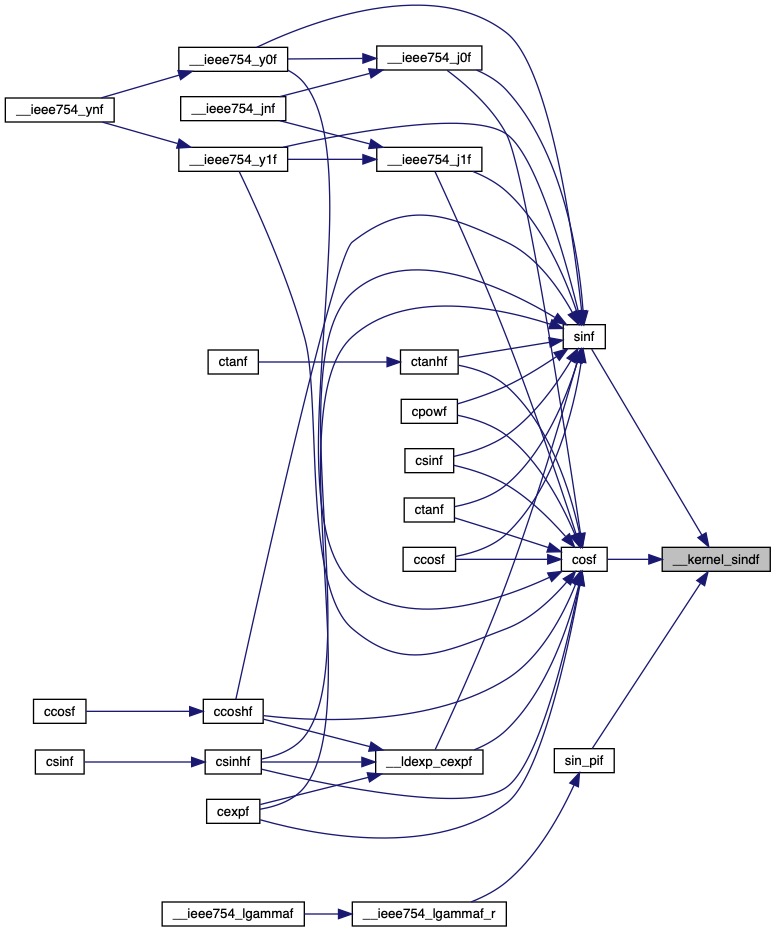 __ieee754_y0f
__ieee754_j0f
__ieee754_ynf
__ieee754_jnf
__ieee754_y1f
__ieee754_j1f
sinf
ctanf
ctanhf
cpowf
csinf
ctanf
ccosf
cosf
__kernel_sindf
ccosf
ccoshf
csinf
csinhf
__ldexp_cexpf
sin_pif
cexpf
__ieee754_lgammaf
__ieee754_lgammaf_r